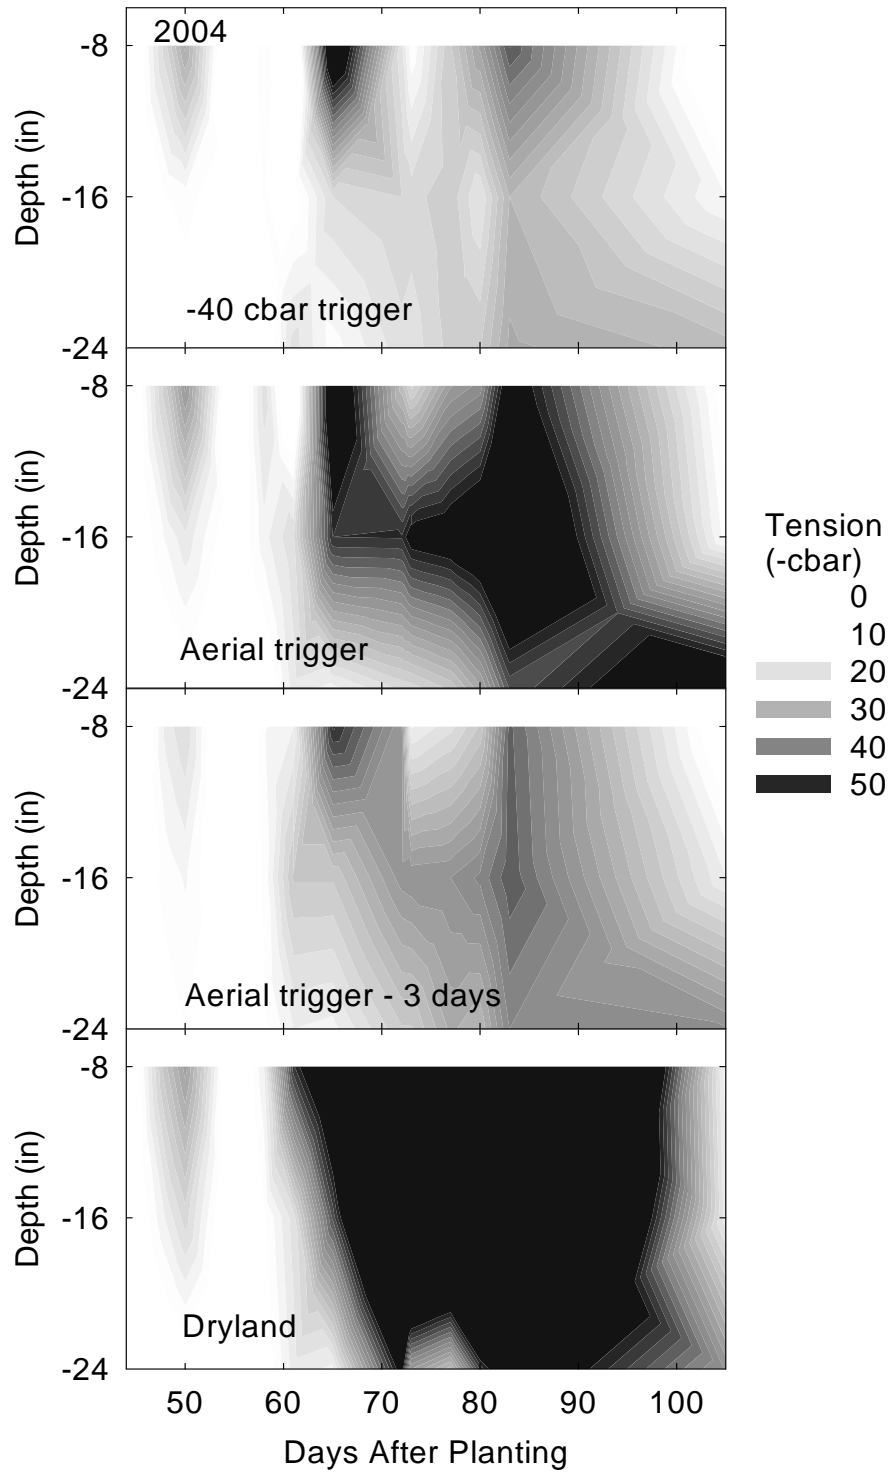 2004
-8
-16
-24
Depth (in)
-40 cbar trigger
-8
-16
-24
Depth (in)
Aerial trigger
-8
-16
-24
Depth (in)
Aerial trigger - 3 days
-8
-16
-24
Depth (in)
Dryland
50 60 70 80 90 100
Days After Planting
Tension
(-cbar)
0
10
20
30
40
50